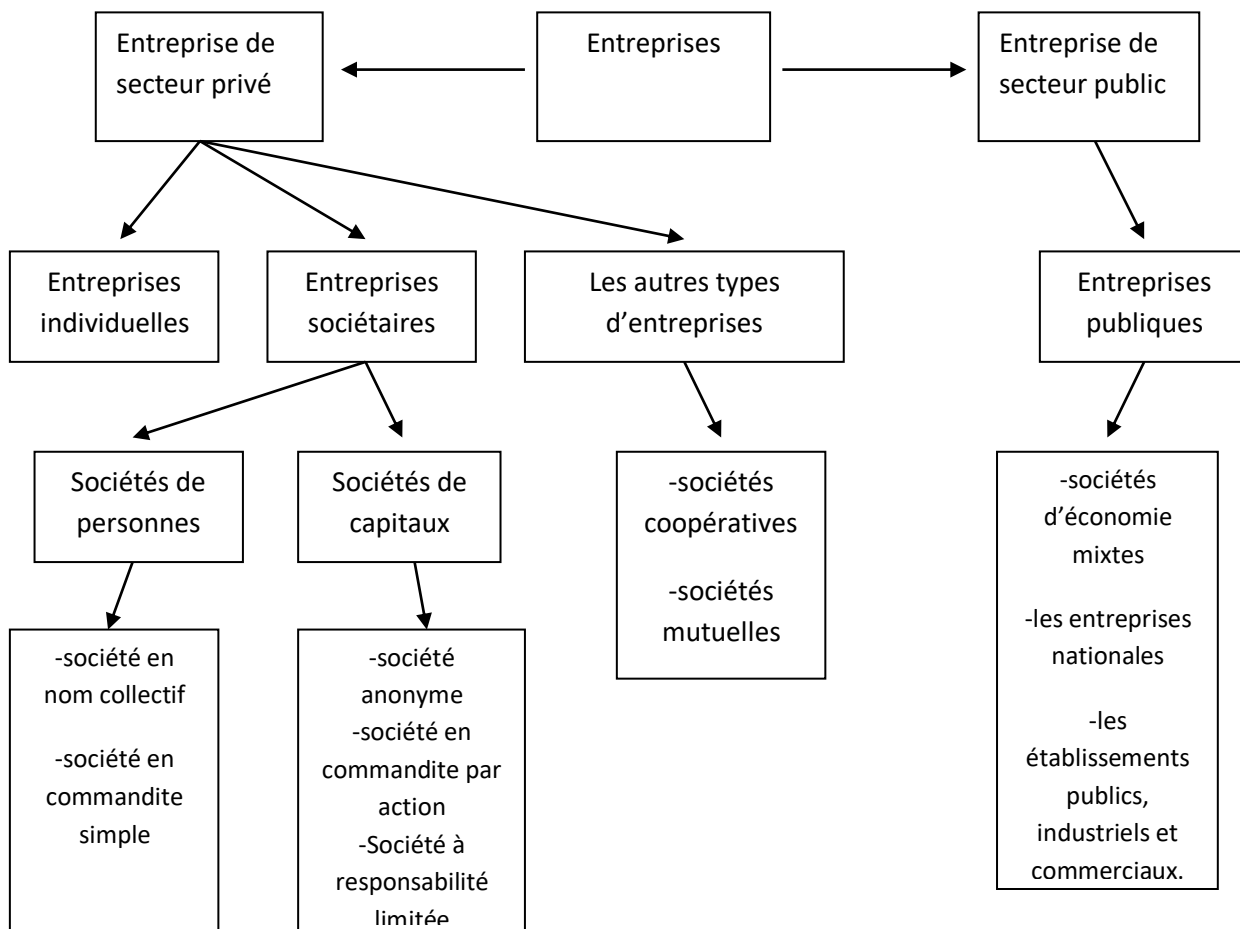 Entreprise de
secteur privé
Entreprises
Entreprise de
secteur public
Entreprises
individuelles
Entreprises
sociétaires
Les autres types
d’entreprises
Entreprises
publiques
Sociétés de
personnes
Sociétés de
capitaux
-sociétés
coopératives
-sociétés
mutuelles
-sociétés
d’économie
mixtes
-les entreprises
nationales
-les
établissements
publics,
industriels et
commerciaux.
-société en
nom collectif
-société en
commandite
simple
-société
anonyme
-société en
commandite par
action
-Société à
responsabilité
limitée